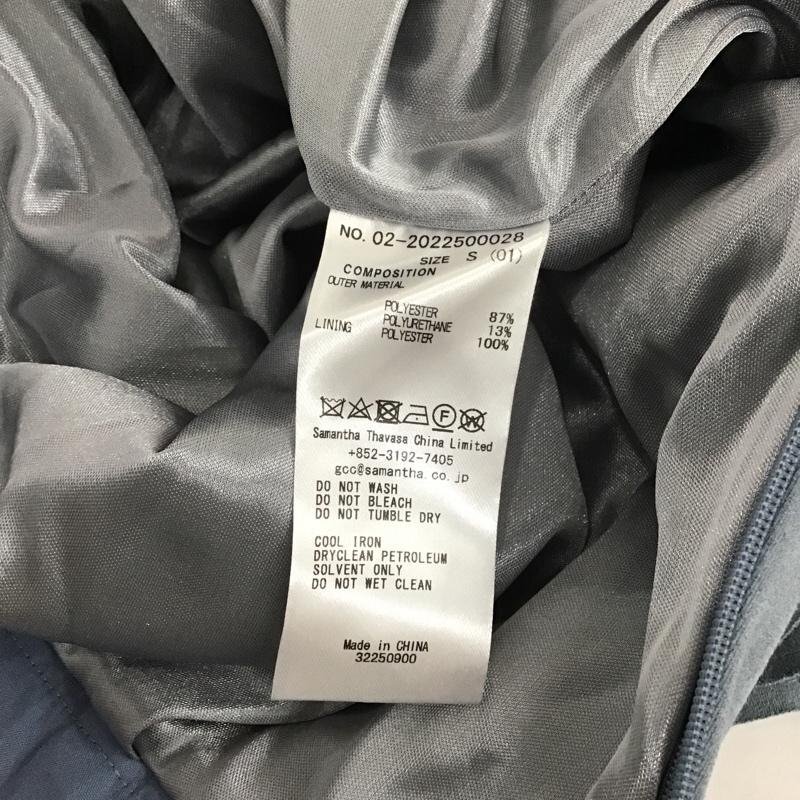 NO. 02-2022500028
SIZE S (01)
COMPOSITION
OUTER MATERIAL
POLYESTER 87%
LINING POLYURETHANE 13%
POLYESTER 100%
F W
Samantha Thavasa China Limited
+852-3192-7405
gcc@samantha.co.jp
DO NOT WASH
DO NOT BLEACH
DO NOT TUMBLE DRY
COOL IRON
DRYCLEAN PETROLEUM
SOLVENT ONLY
DO NOT WET CLEAN
Made in CHINA
32250900